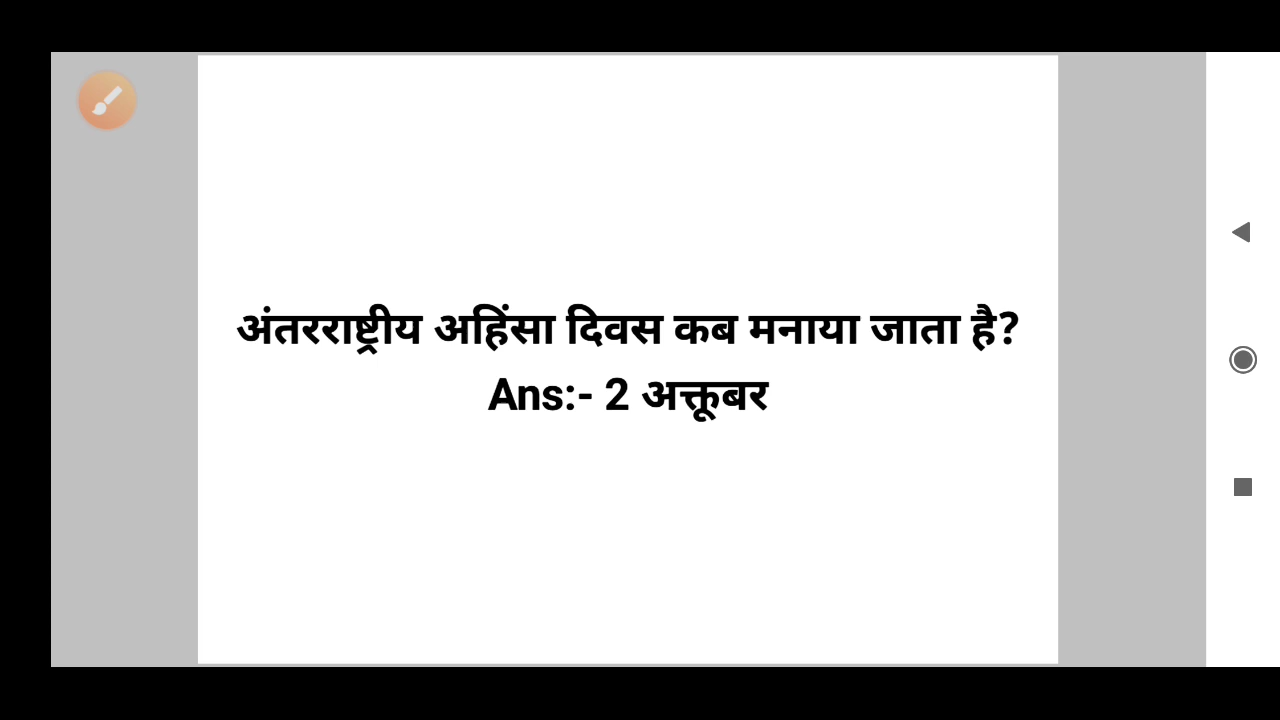 अंतरराष्ट्रीय अहिंसा दिवस कब मनाया जाता है?
Ans:- 2 अक्तूबर